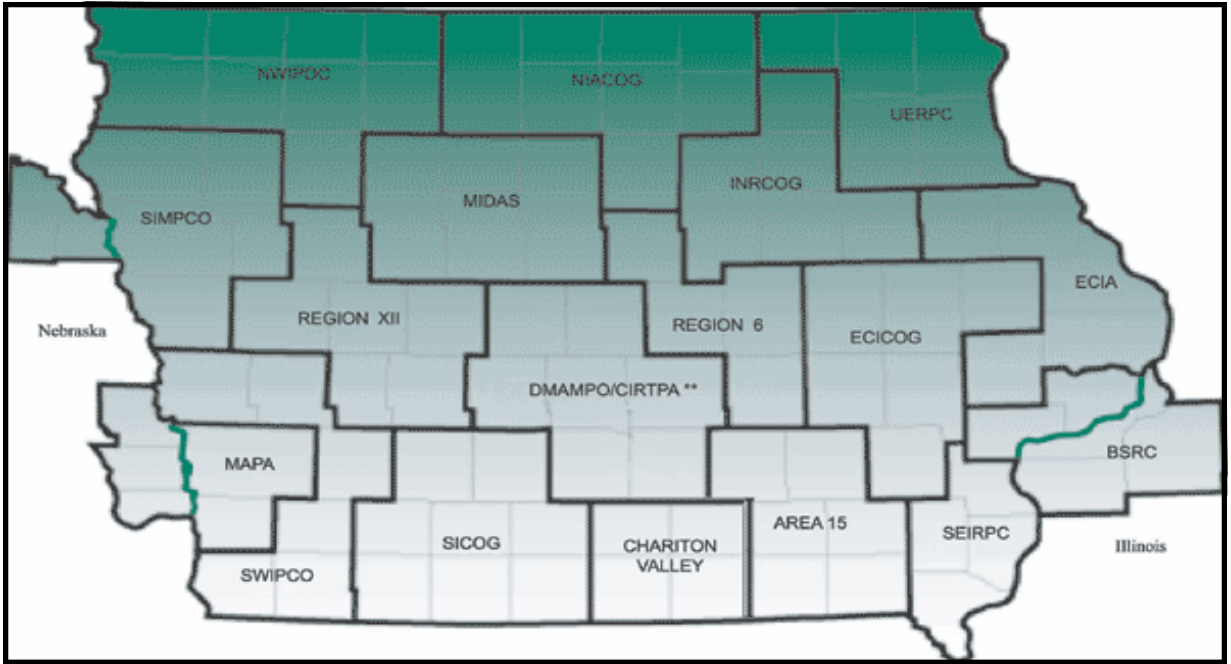 NWIPOC
NIACOG
UERPC
INRCOG
MIDAS
SIMPCO
ECIA
REGION XII
REGION 6
Nebraska
ECICOG
DMAMPO/CIRTPA **
BSRC
MAPA
AREA 15
SEIRPC
SICOG
CHARITON
VALLEY
Illinois
SWIPCO